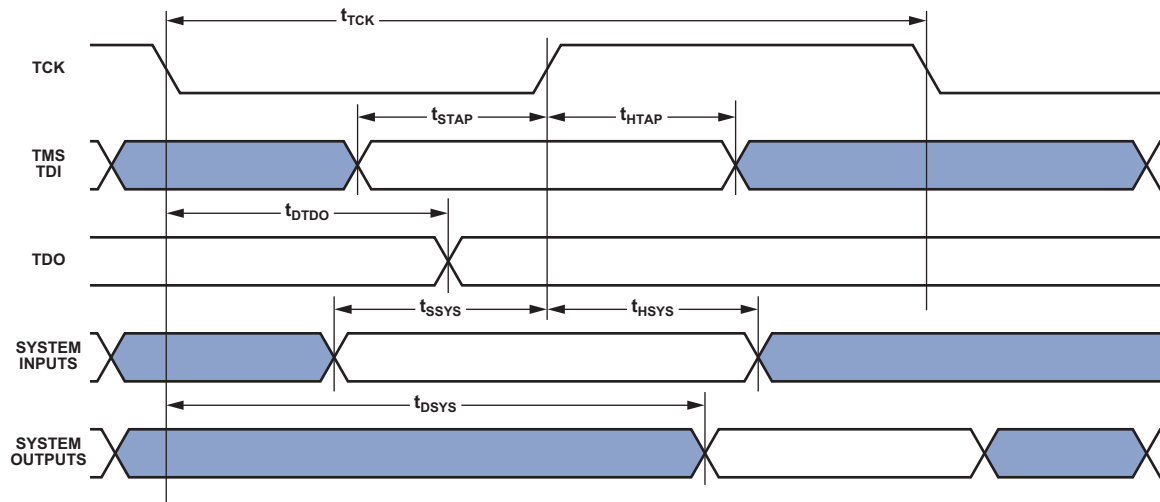 tTCK
TCK
tSTAP
tHTAP
TMS
TDI
tDTDO
TDO
tSSYS
tHSYS
SYSTEM
INPUTS
tDSYS
SYSTEM
OUTPUTS